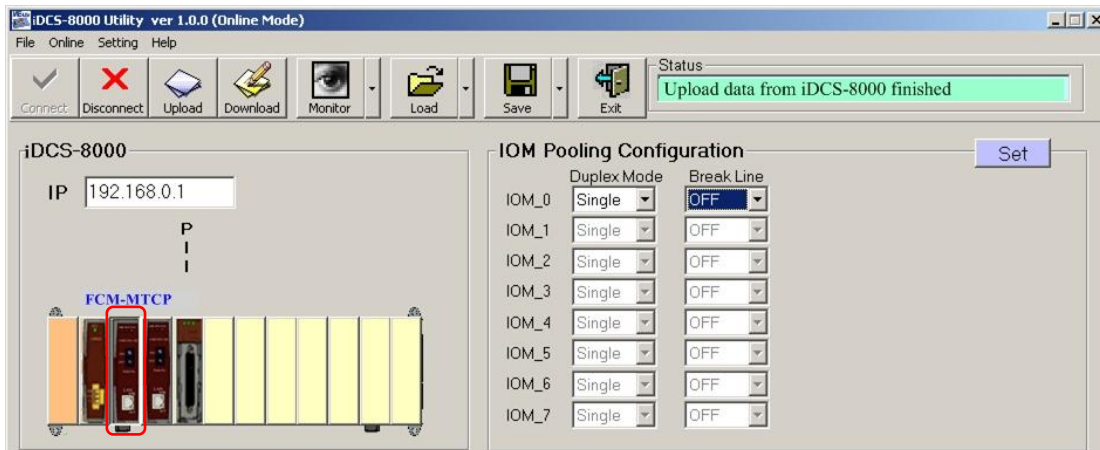 iDCS-8000 Utility ver 1.0.0 (Online Mode)
File Online Setting Help
Connect Disconnect Upload Download Monitor Load Save Exit
Status
Upload data from iDCS-8000 finished
iDCS-8000
IP 192.168.0.1
P
I
I
FCM-MTCP
IOM Pooling Configuration
Set
Duplex Mode Break Line
IOM_0 Single OFF
IOM_1 Single OFF
IOM_2 Single OFF
IOM_3 Single OFF
IOM_4 Single OFF
IOM_5 Single OFF
IOM_6 Single OFF
IOM_7 Single OFF